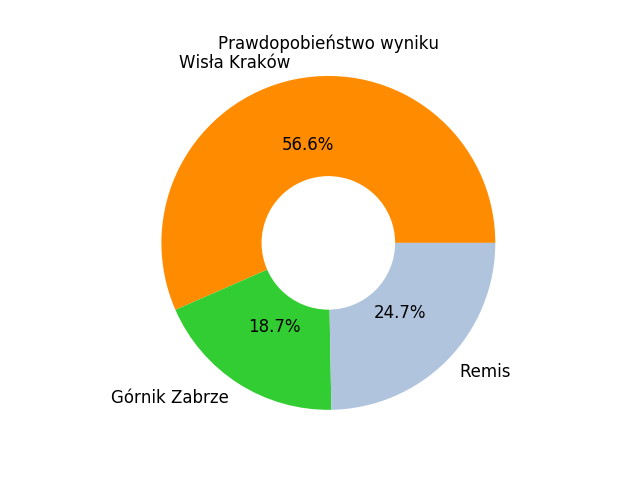 Prawdopobieństwo wyniku
Wisła Kraków
56.6%
18.7%
24.7%
Remis
Górnik Zabrze